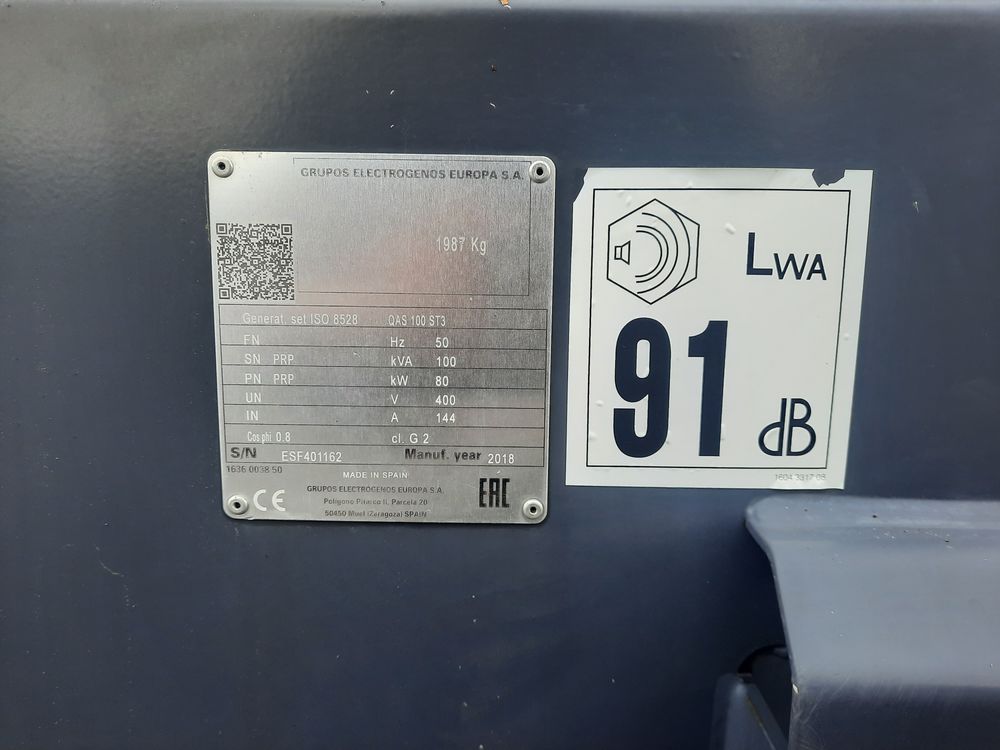 GRUPOS ELECTROGENOS EUROPA S.A.
1987 Kg
Generat. set ISO 8528 QAS 100 ST3
FN Hz 50
SN PRP kVA 100
PN PRP kW 80
UN V 400
IN A 144
Cos phi 0.8 cl. G 2
S/N ESF401162 Manuf. year 2018
1636 0038 50
MADE IN SPAIN
GRUPOS ELECTROGENOS EUROPA S.A.
Poligono Pitarco II, Parcela 20
50450 Muel (Zaragoza) SPAIN
CE
EAC
LWA
91
dB
1604 3317 08